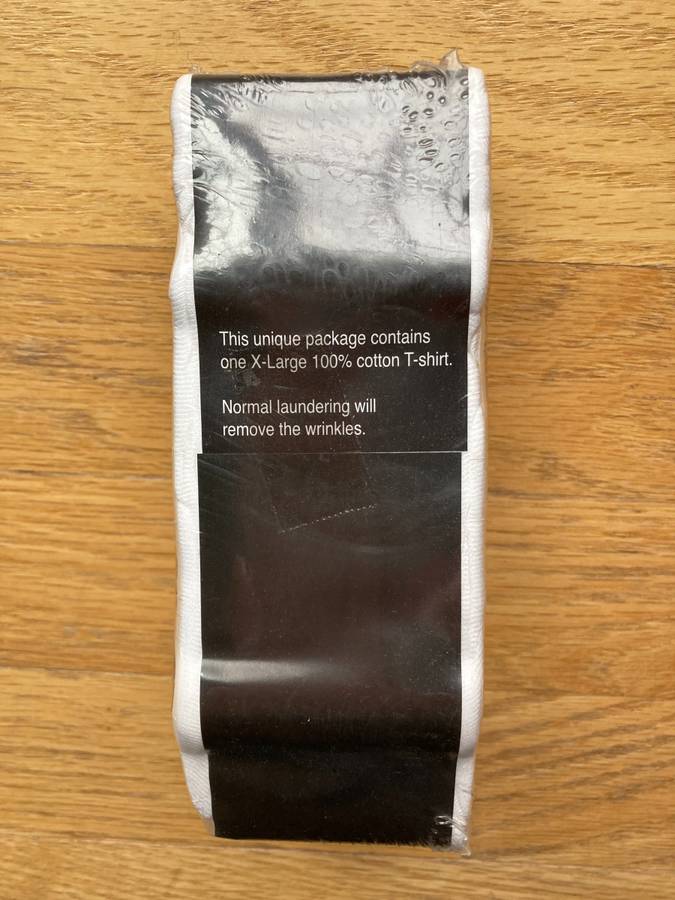 This unique package contains
one X-Large 100% cotton T-shirt.
Normal laundering will
remove the wrinkles.